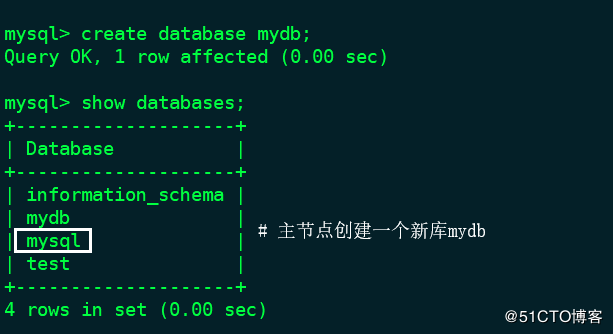 mysql> create database mydb;
Query OK, 1 row affected (0.00 sec)
mysql> show databases;
+--------------------+
| Database           |
+--------------------+
| information_schema |
| mydb               |
| mysql              | # 主节点创建一个新库mydb
| test               |
+--------------------+
4 rows in set (0.00 sec)
@51CTO博客